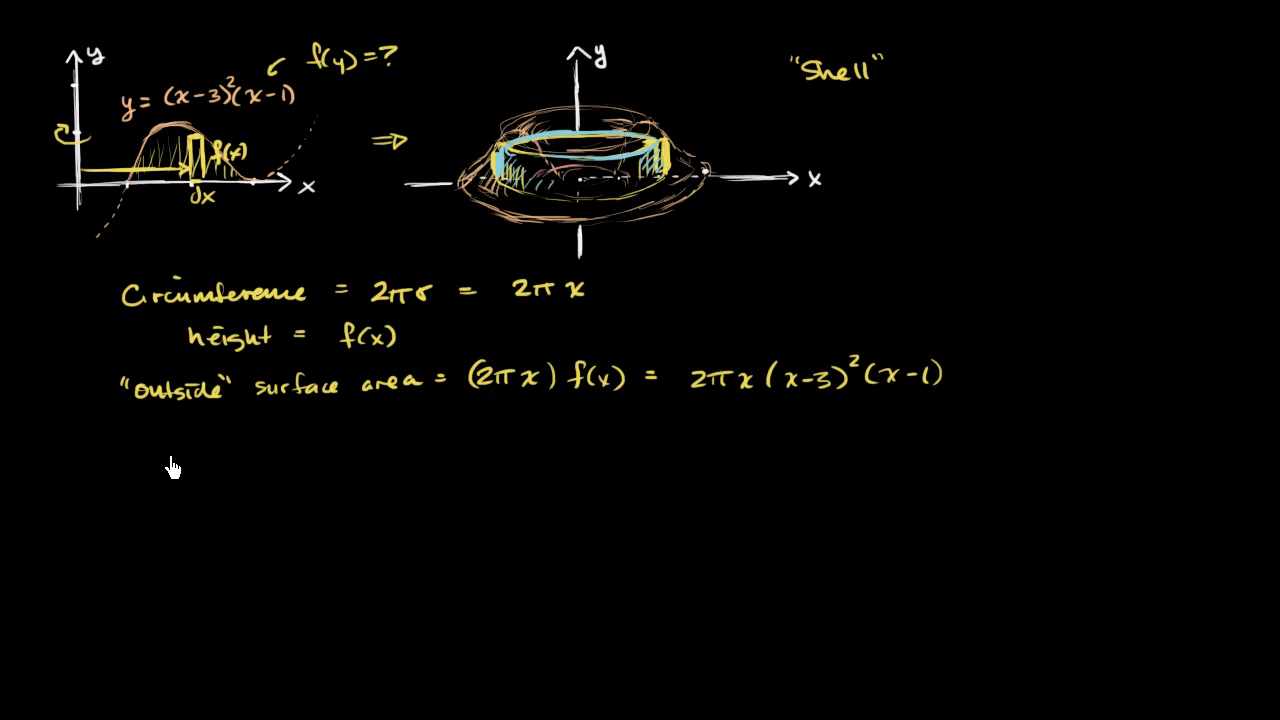 y
f(y) = ?
y = (x-3)²(x-1)
f(x)
x
dx
⇒
y
x
"Shell"
Circumference = 2πr = 2π x
height = f(x)
"outside" surface area = (2π x) f(x) = 2π x (x-3)² (x-1)